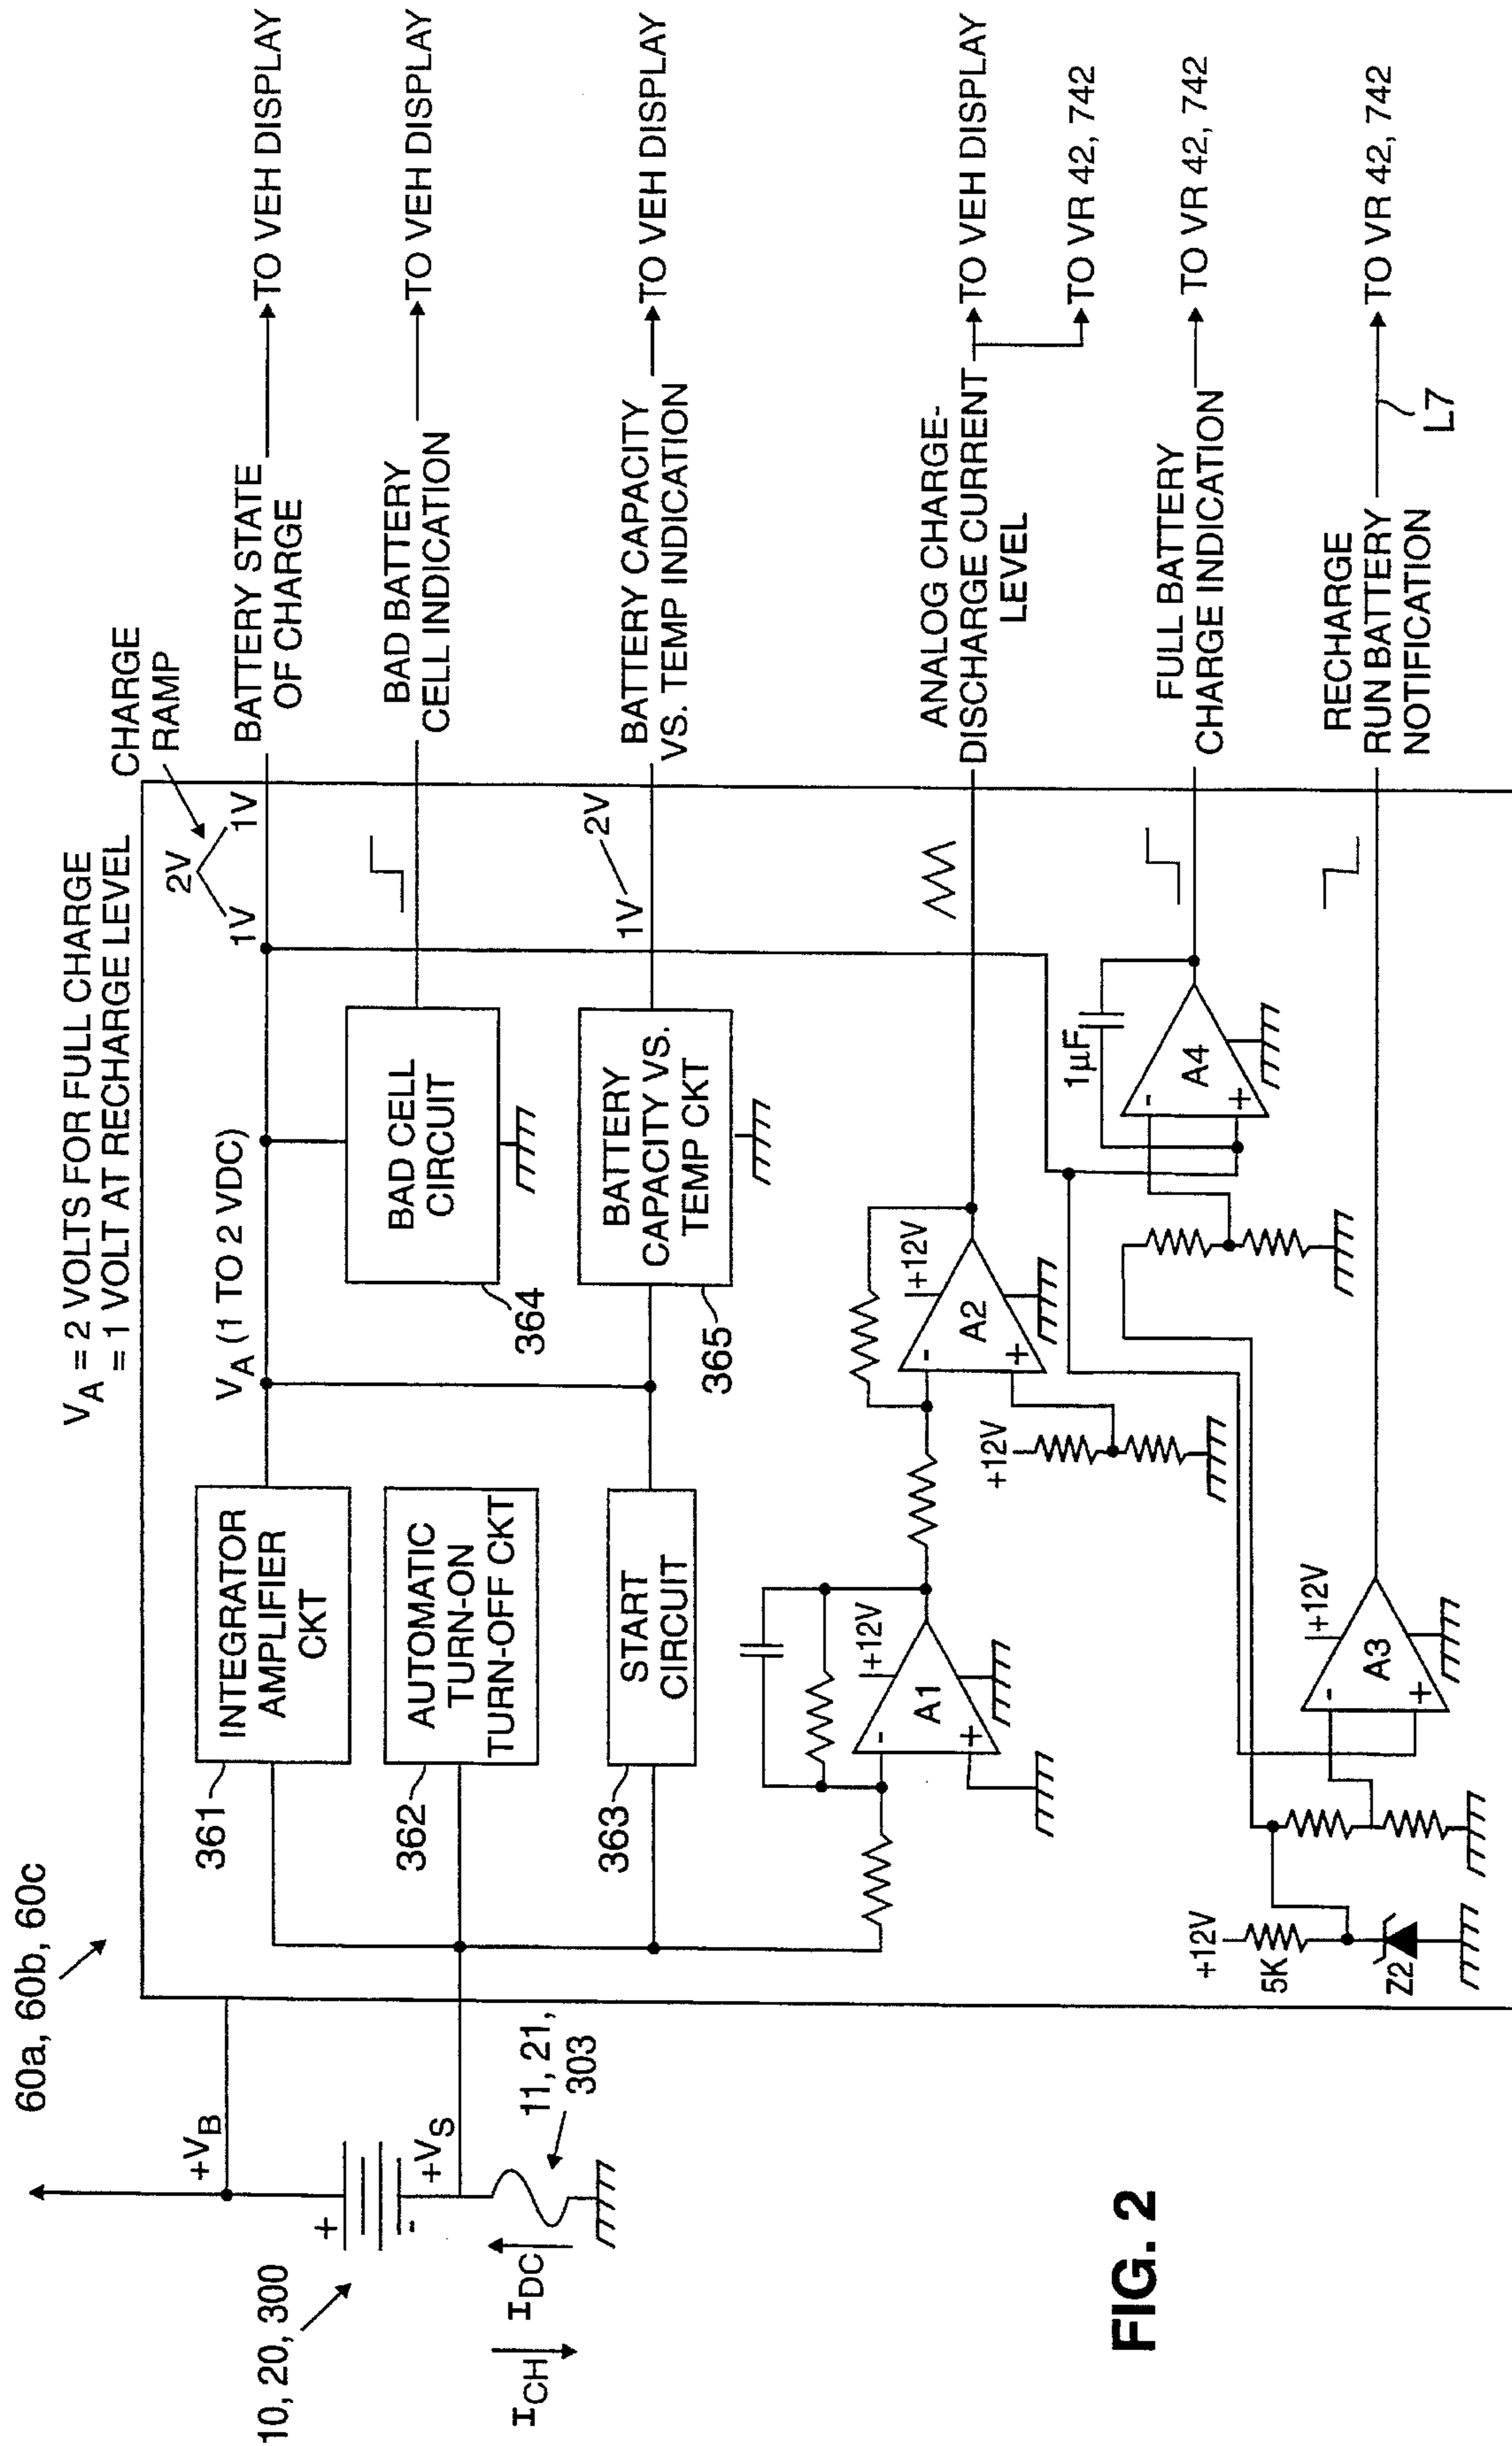 60a, 60b, 60c
V_A = 2 VOLTS FOR FULL CHARGE
= 1 VOLT AT RECHARGE LEVEL
CHARGE
RAMP
2V
1V
1V
V_A (1 TO 2 VDC)
BATTERY STATE
OF CHARGE
TO VEH DISPLAY
361
INTEGRATOR
AMPLIFIER
CKT
BAD CELL
CIRCUIT
364
BAD BATTERY
CELL INDICATION
TO VEH DISPLAY
362
AUTOMATIC
TURN-ON
TURN-OFF CKT
363
START
CIRCUIT
BATTERY
CAPACITY VS.
TEMP CKT
365
1V
2V
BATTERY CAPACITY
VS. TEMP INDICATION
TO VEH DISPLAY
10, 20, 300
+V_B
+
-
+V_S
11, 21,
303
I_CH
I_DC
+12V
A1
-
+
+12V
A2
-
+
+12V
ANALOG CHARGE-
DISCHARGE CURRENT
LEVEL
TO VEH DISPLAY
TO VR 42, 742
1µF
A4
-
+
FULL BATTERY
CHARGE INDICATION
TO VR 42, 742
+12V
5K
Z2
+12V
A3
-
+
RECHARGE
RUN BATTERY
NOTIFICATION
TO VR 42, 742
L7
FIG. 2